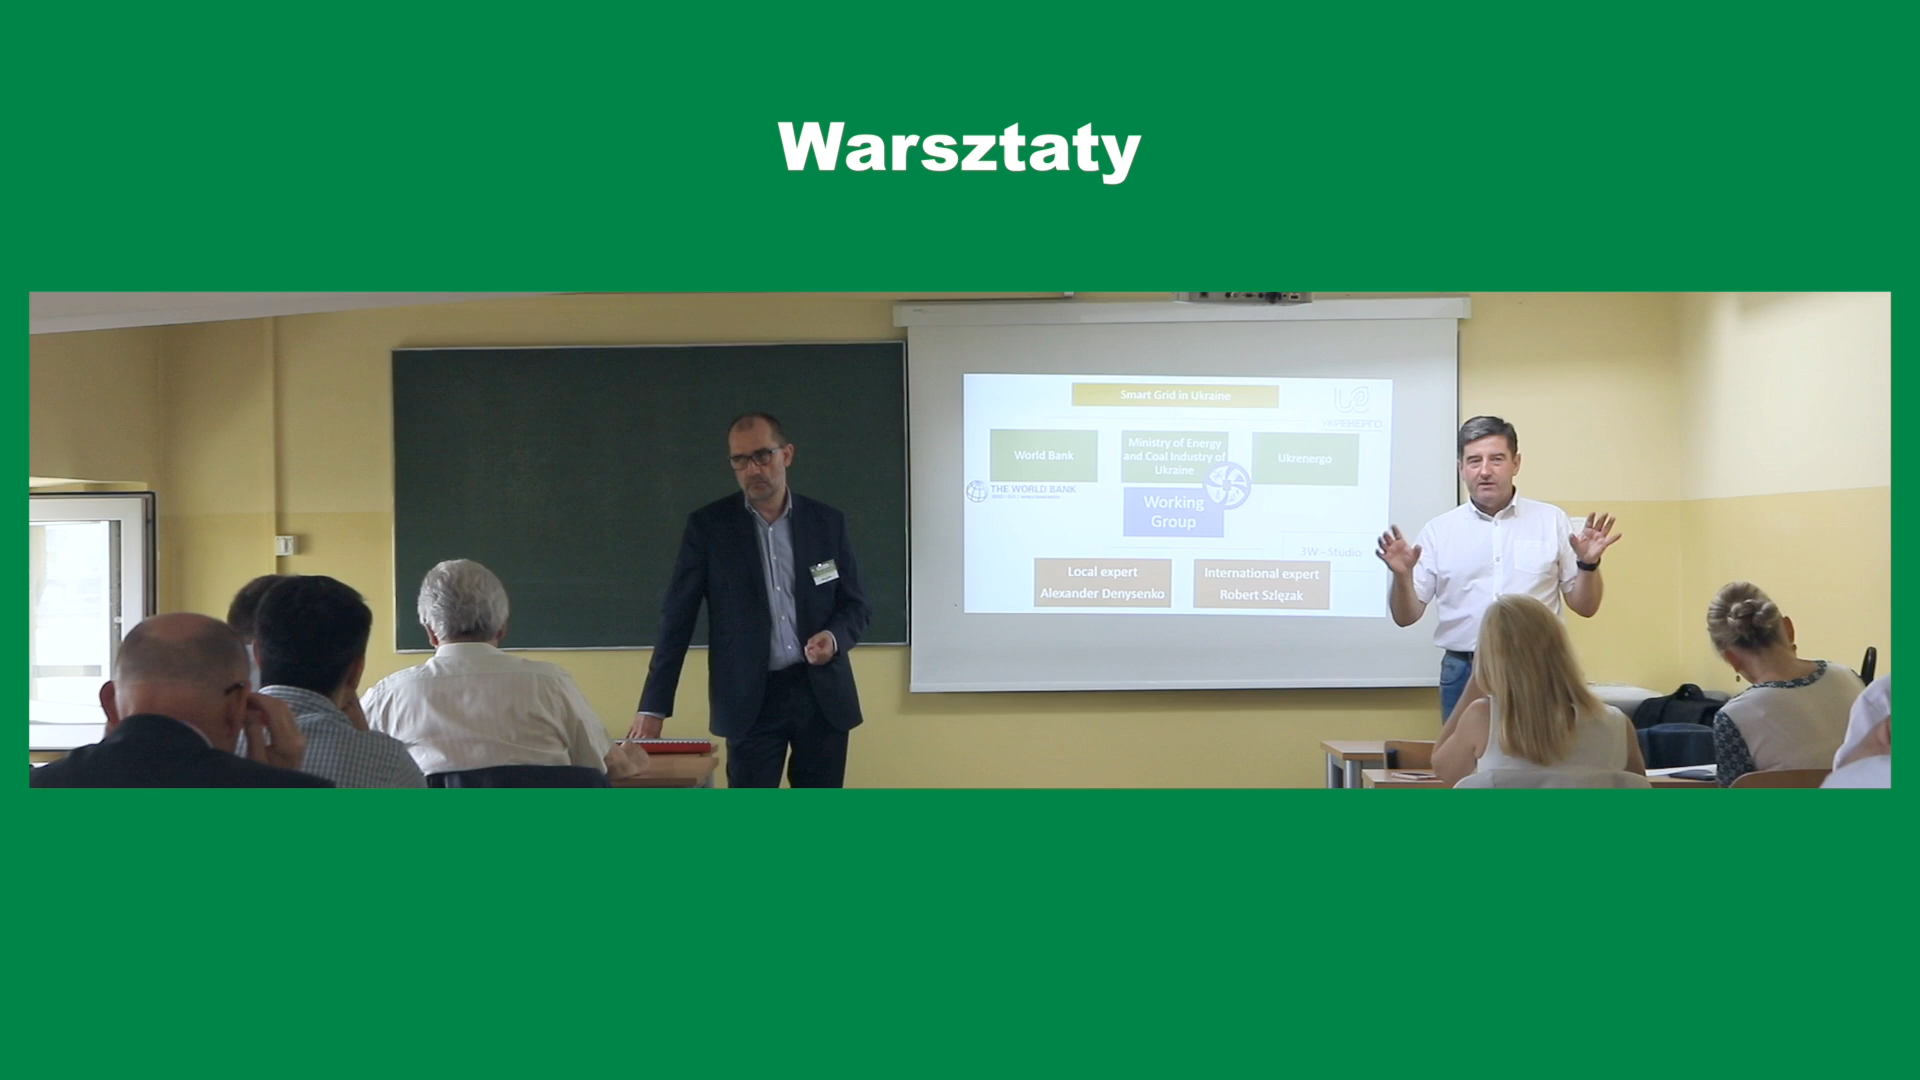 Warsztaty
Smart Grid in Ukraine
УКРЕНЕРГО
World Bank
Ministry of Energy
and Coal Industry of
Ukraine
Ukrenergo
THE WORLD BANK
Working
Group
3W - Studio
Local expert
Alexander Denysenko
International expert
Robert Szlęzak